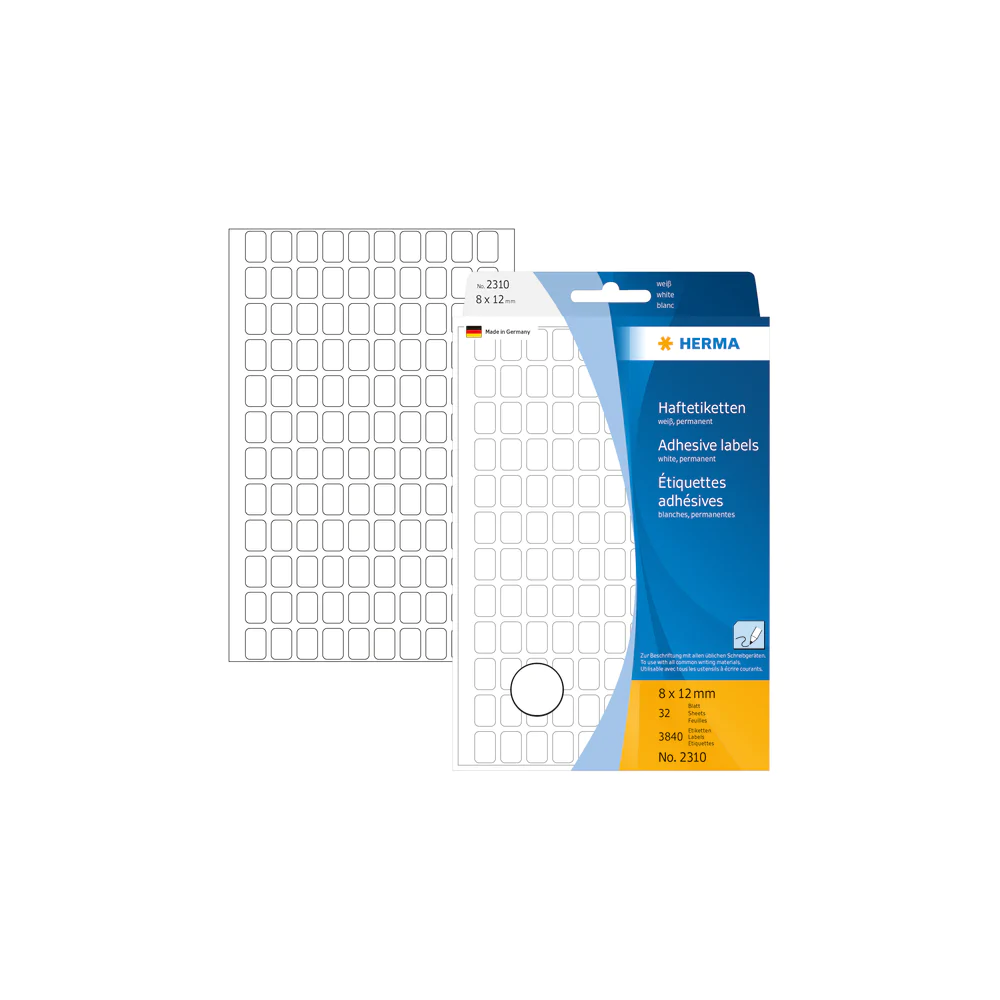 No. 2310
8 x 12 mm
weiß
white
blanc
Made in Germany
HERMA
Haftetiketten
weiß, permanent
Adhesive labels
white, permanent
Étiquettes
adhésives
blanches, permanentes
Zur Beschriftung mit allen üblichen Schreibgeräten.
To use with all common writing materials.
Utilisable avec tous les ustensils à écrire courants.
8 x 12 mm
32 Blatt
Sheets
Feuilles
3840 Etiketten
Labels
Étiquettes
No. 2310